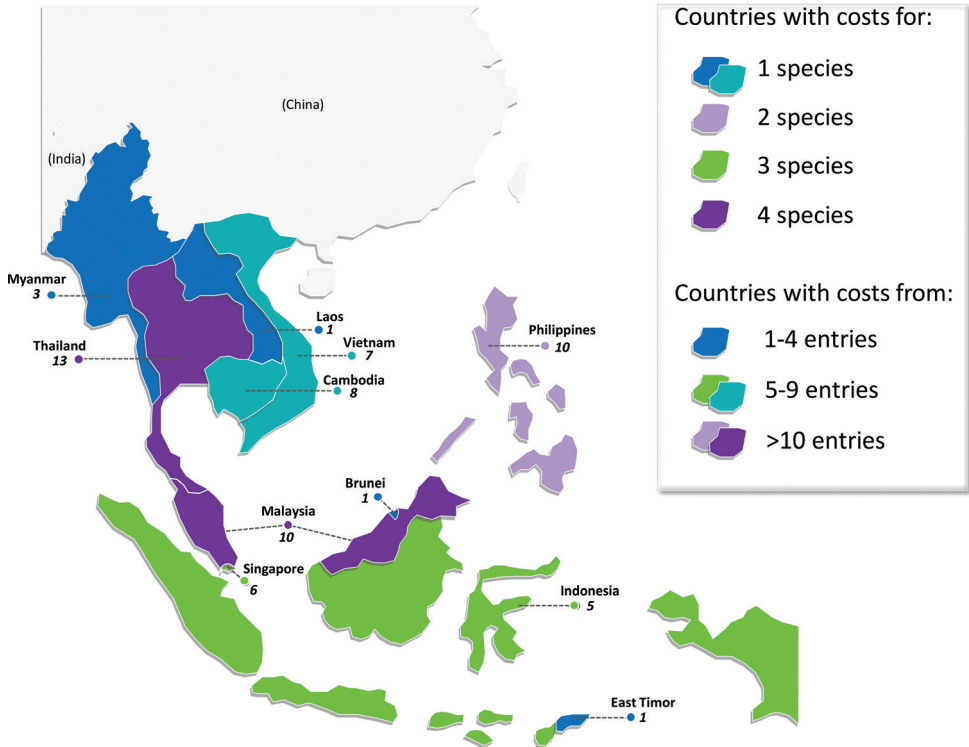 (China)
(India)
Myanmar
3
Thailand
13
Laos
1
Vietnam
7
Cambodia
8
Philippines
10
Brunei
1
Malaysia
10
Singapore
6
Indonesia
5
East Timor
1
Countries with costs for:
1 species
2 species
3 species
4 species
Countries with costs from:
1-4 entries
5-9 entries
>10 entries